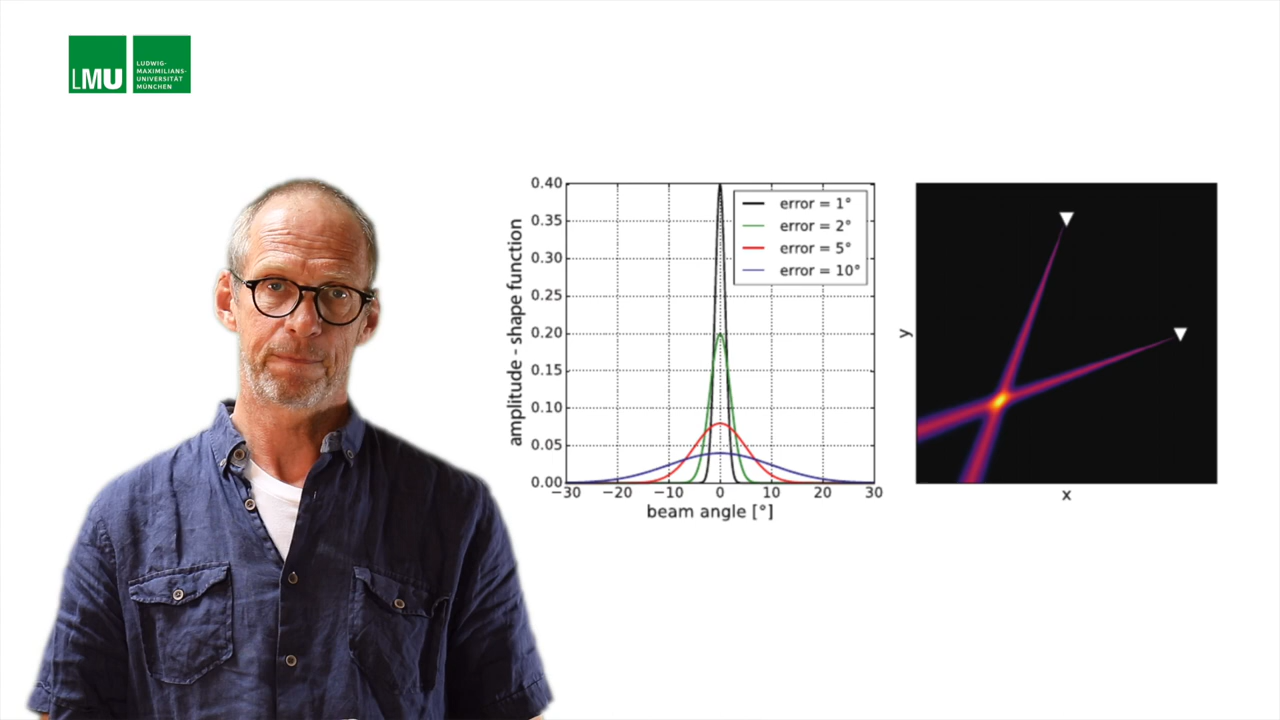 LMU
LUDWIG-
MAXIMILIANS-
UNIVERSITÄT
MÜNCHEN
amplitude - shape function
0.40
0.35
0.30
0.25
0.20
0.15
0.10
0.05
0.00
−30
−20
−10
0
10
20
30
beam angle [°]
error = 1°
error = 2°
error = 5°
error = 10°
y
x